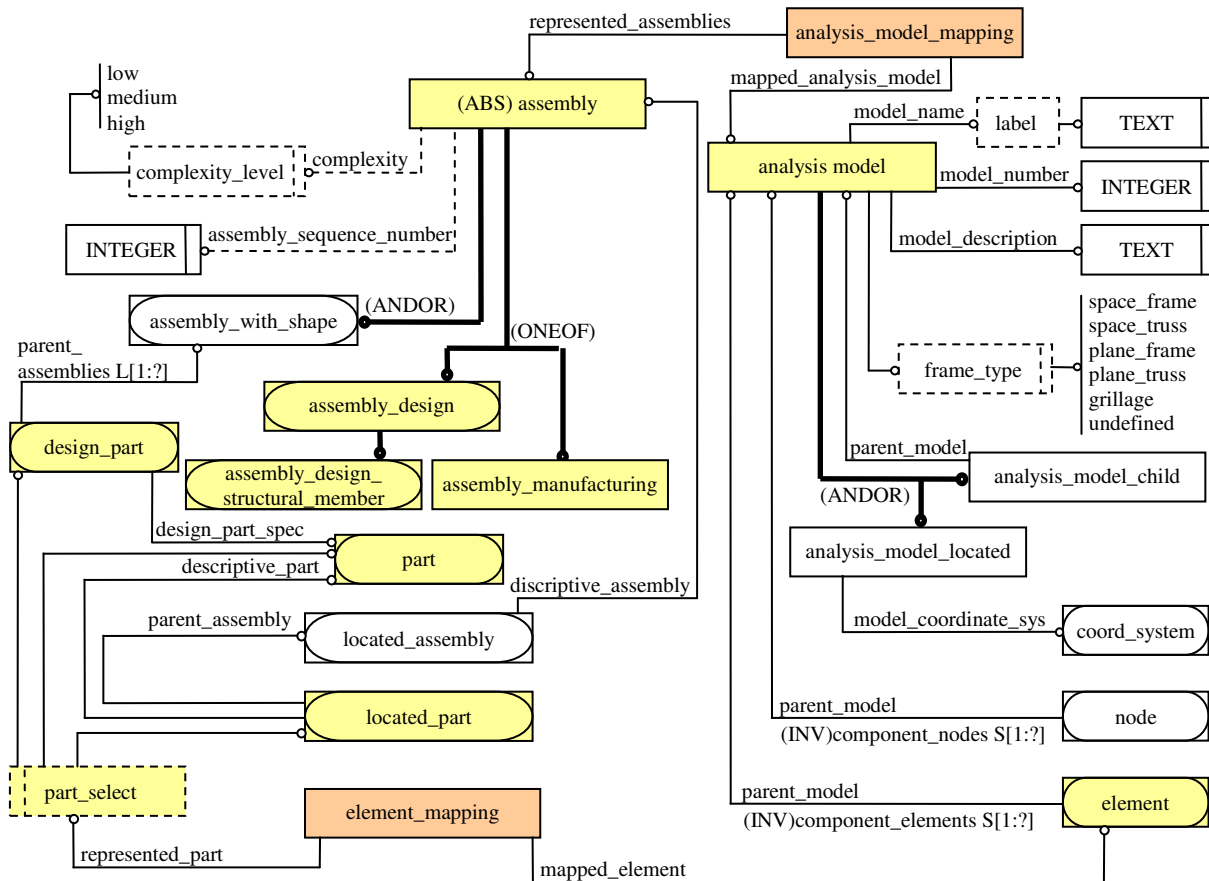 represented_assemblies
analysis_model_mapping
low
medium
high
mapped_analysis_model
(ABS) assembly
model_name
label
TEXT
complexity
complexity_level
analysis model
model_number
INTEGER
assembly_sequence_number
INTEGER
model_description
TEXT
assembly_with_shape
(ANDOR)
(ONEOF)
space_frame
space_truss
plane_frame
plane_truss
grillage
undefined
parent_
assemblies L[1:?]
frame_type
assembly_design
design_part
parent_model
assembly_design_
structural_member
assembly_manufacturing
analysis_model_child
(ANDOR)
design_part_spec
part
analysis_model_located
descriptive_part
discriptive_assembly
parent_assembly
located_assembly
model_coordinate_sys
coord_system
located_part
parent_model
node
(INV)component_nodes S[1:?]
part_select
element_mapping
parent_model
element
(INV)component_elements S[1:?]
represented_part
mapped_element